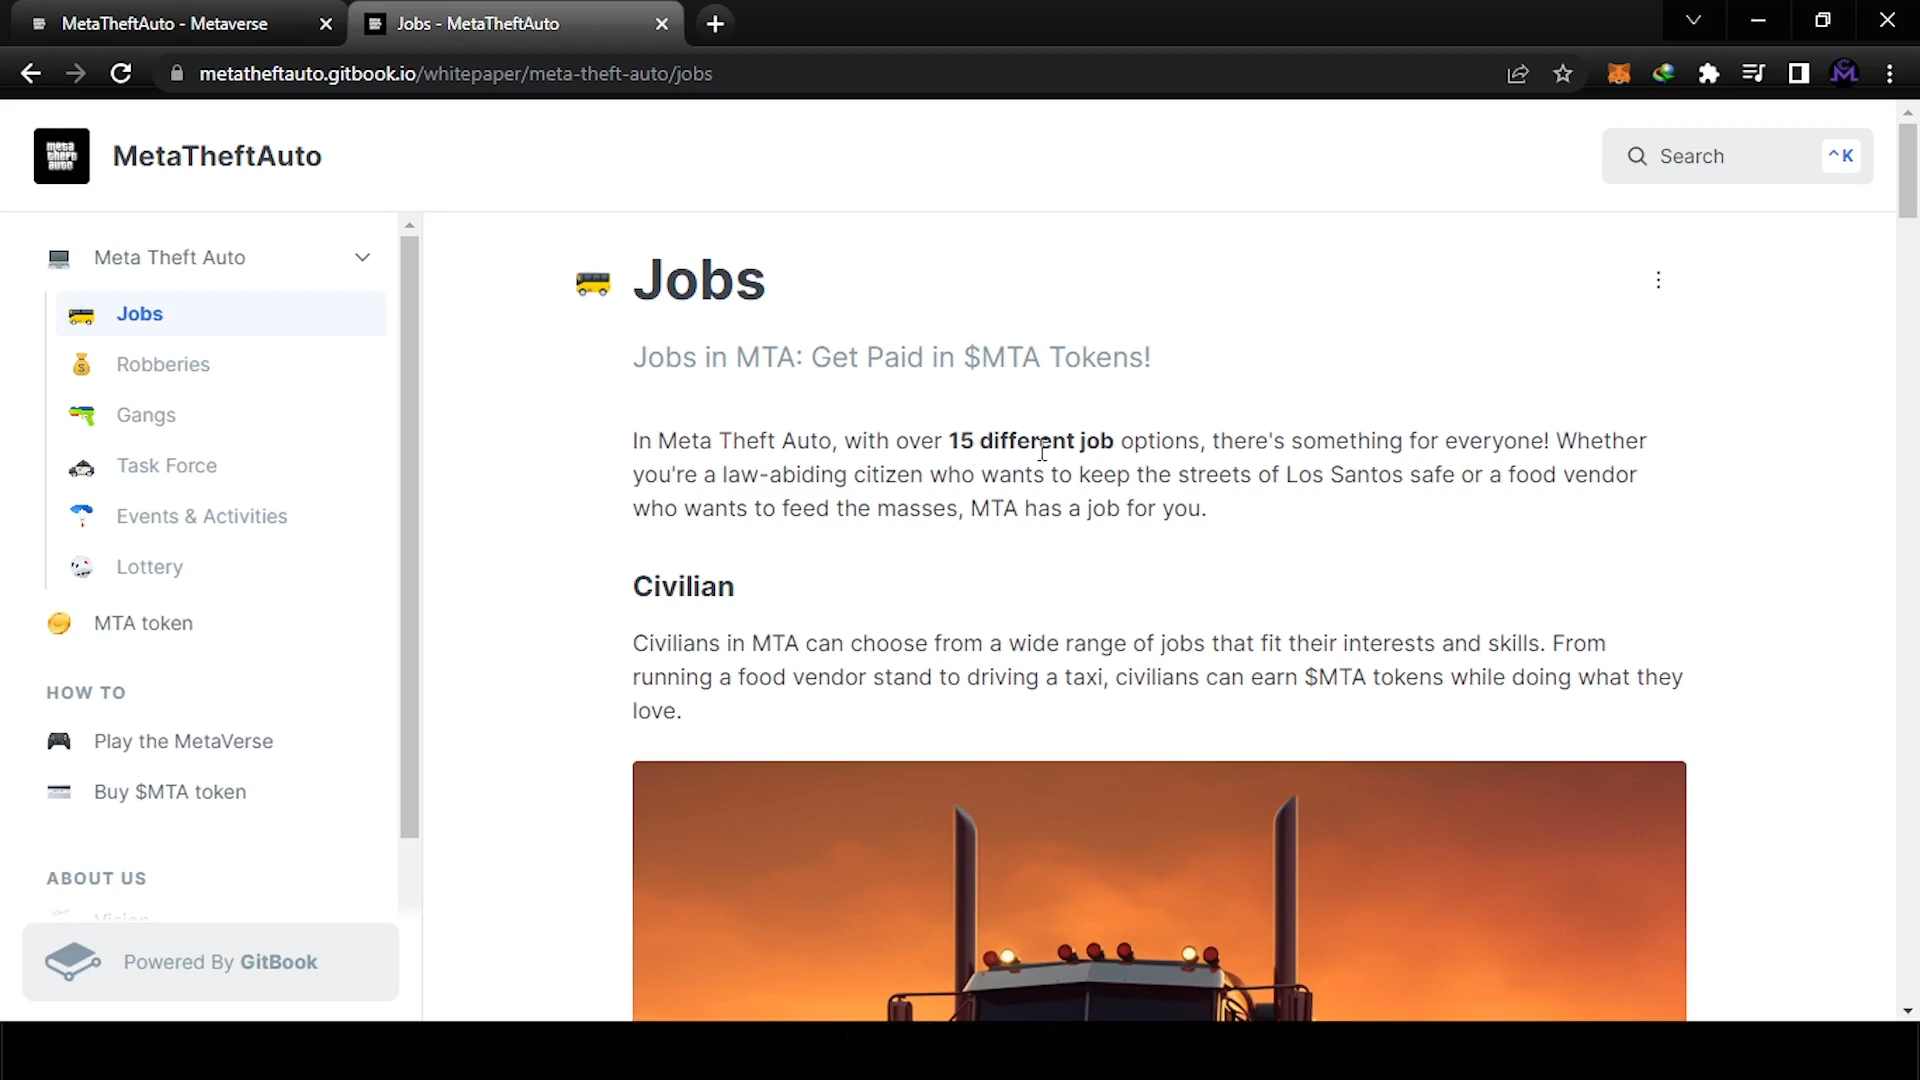 MetaTheftAuto - Metaverse
Jobs - MetaTheftAuto
metatheftauto.gitbook.io/whitepaper/meta-theft-auto/jobs
meta
theft
auto
MetaTheftAuto
Search
^K
Meta Theft Auto
Jobs
Robberies
Gangs
Task Force
Events & Activities
Lottery
MTA token
HOW TO
Play the MetaVerse
Buy $MTA token
ABOUT US
Vision
Powered By GitBook
Jobs
Jobs in MTA: Get Paid in $MTA Tokens!
In Meta Theft Auto, with over 15 different job options, there's something for everyone! Whether
you're a law-abiding citizen who wants to keep the streets of Los Santos safe or a food vendor
who wants to feed the masses, MTA has a job for you.
Civilian
Civilians in MTA can choose from a wide range of jobs that fit their interests and skills. From
running a food vendor stand to driving a taxi, civilians can earn $MTA tokens while doing what they
love.